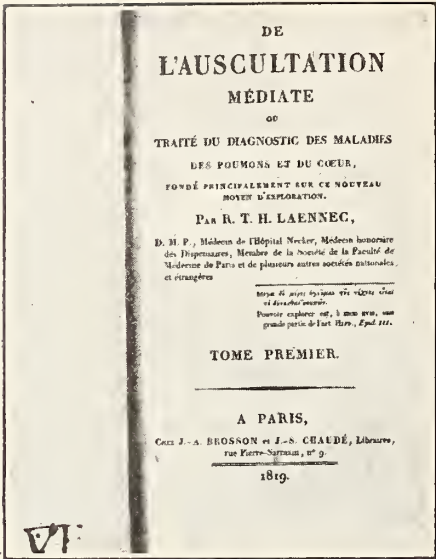 DE
L'AUSCULTATION
MÉDIATE
OU
TRAITÉ DU DIAGNOSTIC DES MALADIES
DES POUMONS ET DU CŒUR,
FONDÉ PRINCIPALEMENT SUR CE NOUVEAU
MOYEN D'EXPLORATION.
PAR R. T. H. LAENNEC,
D. M. P., Médecin de l'Hôpital Necker, Médecin honoraire
des Dispensaires, Membre de la Société de la Faculté de
Médecine de Paris et de plusieurs autres sociétés nationales
et étrangères
Pouvoir explorer est, à mon avis, une
grande partie de l'art. Hipp., Epid. III.
TOME PREMIER.
A PARIS,
CHEZ J.-A. BROSSON et J.-S. CHAUDÉ, Libraires,
rue Pierre-Sarrazin, n° 9.
1819.
VI